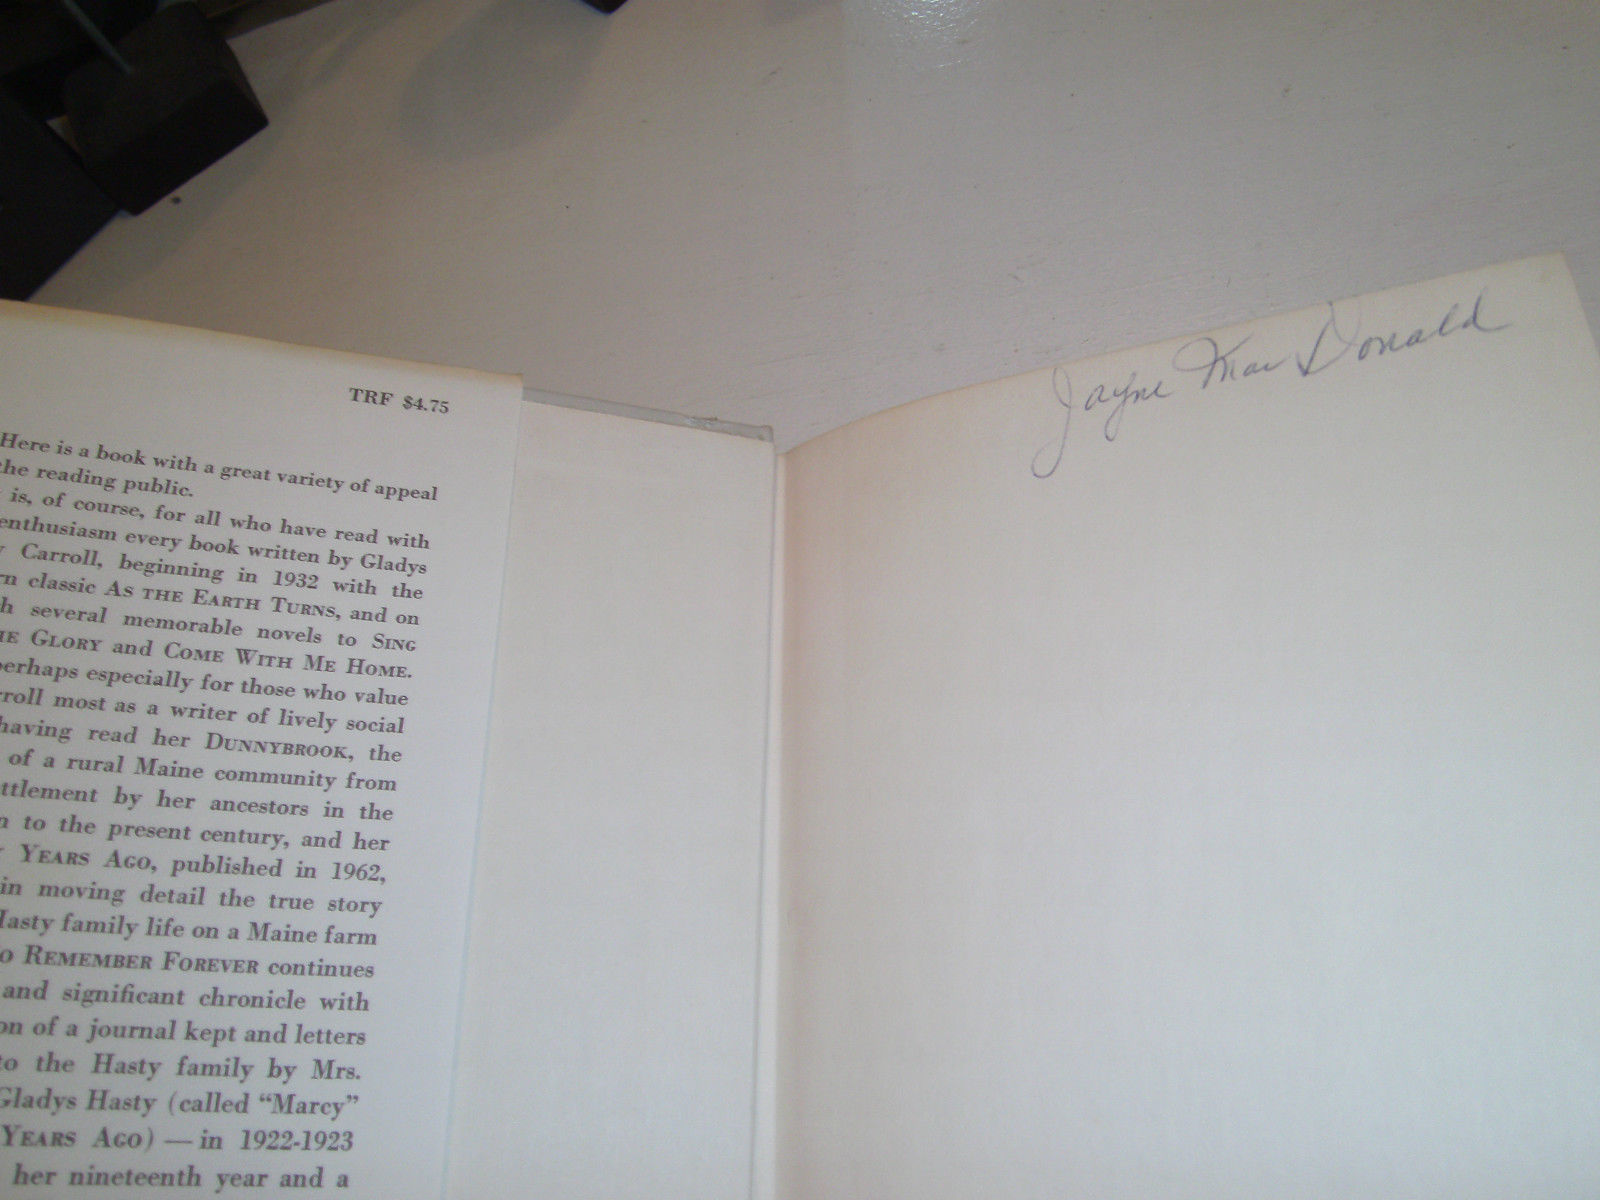 TRF $4.75
Here is a book with a great variety of appeal
the reading public.
is, of course, for all who have read with
enthusiasm every book written by Gladys
Carroll, beginning in 1932 with the
classic AS THE EARTH TURNS, and on
several memorable novels to SING
GLORY and COME WITH ME HOME.
perhaps especially for those who value
most as a writer of lively social
having read her DUNNYBROOK, the
of a rural Maine community from
by her ancestors in the
to the present century, and her
YEARS AGO, published in 1962,
in moving detail the true story
Hasty family life on a Maine farm
REMEMBER FOREVER continues
and significant chronicle with
of a journal kept and letters
to the Hasty family by Mrs.
Gladys Hasty (called “Marcy”
YEARS AGO) — in 1922-1923
her nineteenth year and a
Jayne MacDonald